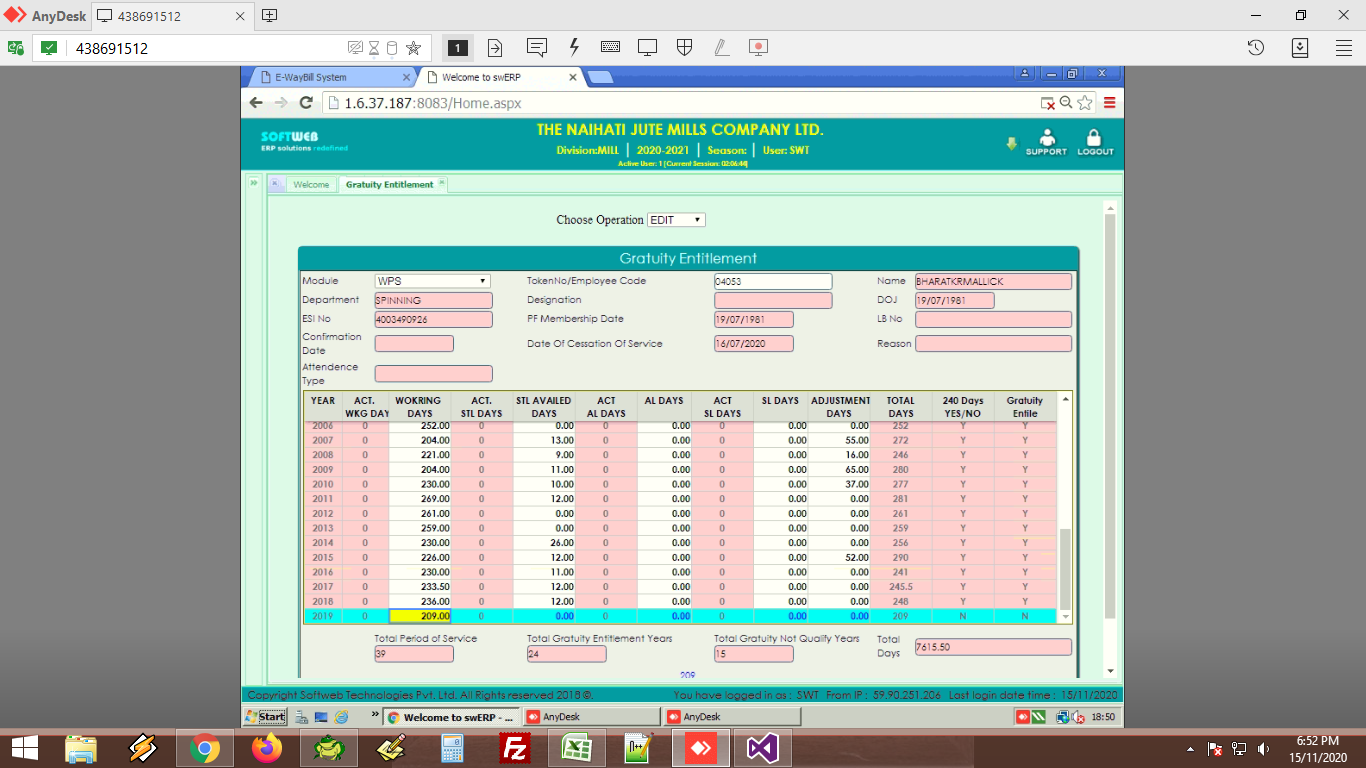 AnyDesk 438691512
438691512 1
E-WayBill System Welcome to swERP
1.6.37.187:8083/Home.aspx
SOFTWEB
ERP solutions redefined
THE NAIHATI JUTE MILLS COMPANY LTD.
Division:MILL | 2020-2021 | Season: | User: SWT
Active User: 1 [Current Session: 02:06:44]
SUPPORT LOGOUT
Welcome Gratuity Entitlement
Choose Operation EDIT
Gratuity Entitlement
Module WPS TokenNo/Employee Code 04053 Name BHARATKRMALLICK
Department SPINNING Designation DOJ 19/07/1981
ESI No 4003490926 PF Membership Date 19/07/1981 LB No
Confirmation Date Date Of Cessation Of Service 16/07/2020 Reason
Attendence Type
YEAR ACT. WKG DAY WOKRING DAYS ACT. STL DAYS STL AVAILED DAYS ACT AL DAYS AL DAYS ACT SL DAYS SL DAYS ADJUSTMENT DAYS TOTAL DAYS 240 Days YES/NO Gratuity Entile
2006 0 252.00 0 0.00 0 0.00 0 0.00 0.00 252 Y Y
2007 0 204.00 0 13.00 0 0.00 0 0.00 55.00 272 Y Y
2008 0 221.00 0 9.00 0 0.00 0 0.00 16.00 246 Y Y
2009 0 204.00 0 11.00 0 0.00 0 0.00 65.00 280 Y Y
2010 0 230.00 0 10.00 0 0.00 0 0.00 37.00 277 Y Y
2011 0 269.00 0 12.00 0 0.00 0 0.00 0.00 281 Y Y
2012 0 261.00 0 0.00 0 0.00 0 0.00 0.00 261 Y Y
2013 0 259.00 0 0.00 0 0.00 0 0.00 0.00 259 Y Y
2014 0 230.00 0 26.00 0 0.00 0 0.00 0.00 256 Y Y
2015 0 226.00 0 12.00 0 0.00 0 0.00 52.00 290 Y Y
2016 0 230.00 0 11.00 0 0.00 0 0.00 0.00 241 Y Y
2017 0 233.50 0 12.00 0 0.00 0 0.00 0.00 245.5 Y Y
2018 0 236.00 0 12.00 0 0.00 0 0.00 0.00 248 Y Y
2019 0 209.00 0 0.00 0 0.00 0 0.00 0.00 209 N N
Total Period of Service Total Gratuity Entitlement Years Total Gratuity Not Qualify Years Total Days 7615.50
39 24 15
209
Copyright Saftweb Technologies Pvt. Ltd. All Rights reserved 2018 ©. You have logged in as : SWT From IP : 59.90.251.206 Last login date time : 15/11/2020
Start » Welcome to swERP - ... AnyDesk AnyDesk 18:50
6:52 PM
15/11/2020